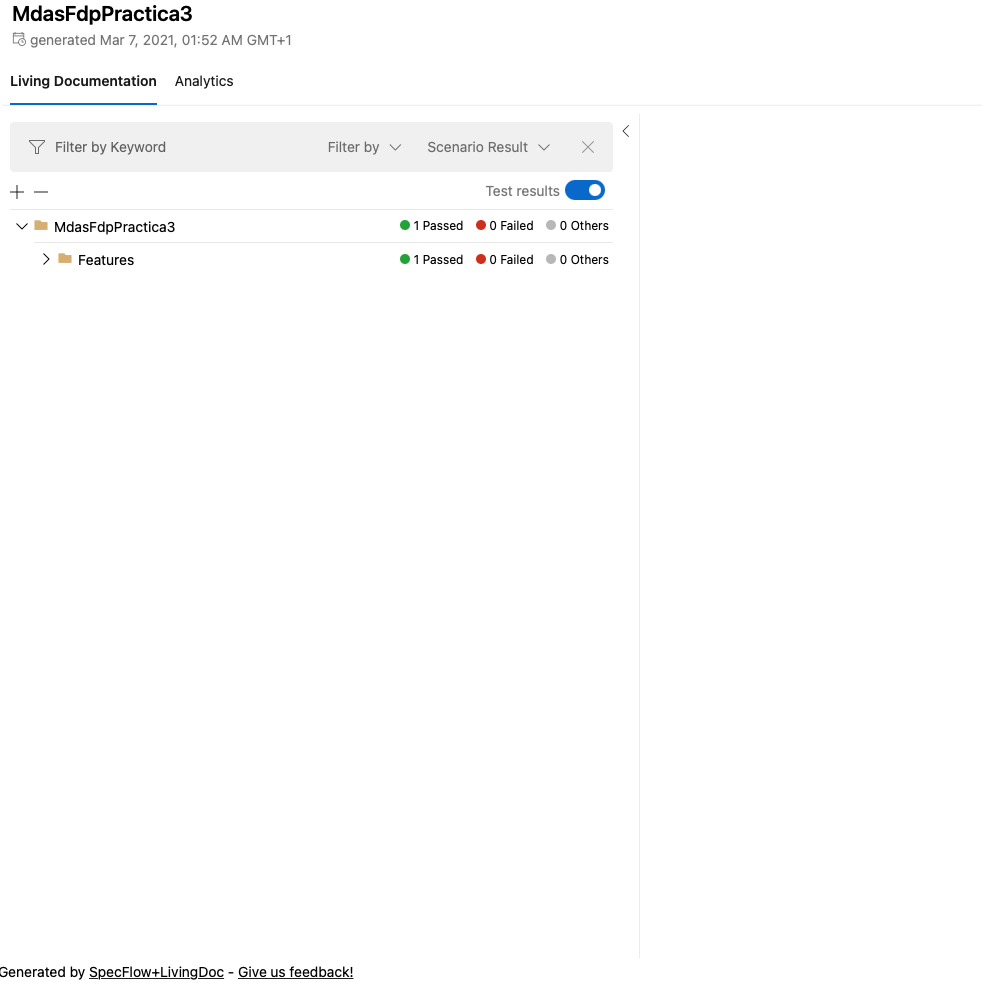 MdasFdpPractica3
generated Mar 7, 2021, 01:52 AM GMT+1
Living Documentation Analytics
Filter by Keyword Filter by Scenario Result
Test results
MdasFdpPractica3 1 Passed 0 Failed 0 Others
Features 1 Passed 0 Failed 0 Others
Generated by SpecFlow+LivingDoc - Give us feedback!